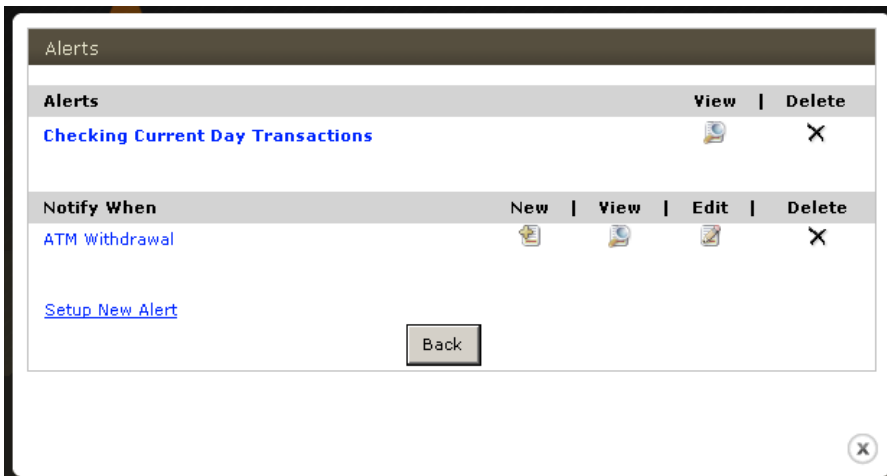 Alerts
Alerts View | Delete
Checking Current Day Transactions
Notify When New | View | Edit | Delete
ATM Withdrawal
Setup New Alert
Back